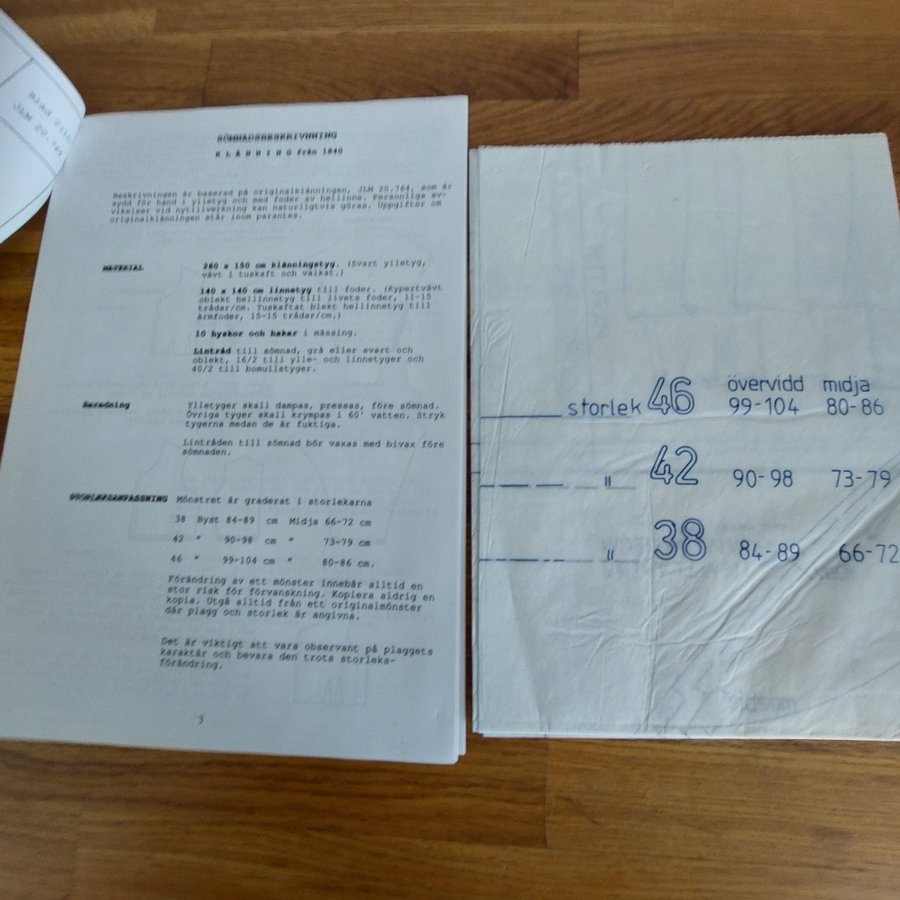 Blad
JLM 20.764
SÖMNADSBESKRIVNING
KLÄNNING från 1840
Beskrivningen är baserad på originalklänningen, JLM 20.764, som är
sydd för hand i ylletyg och med foder av hellinne. Personliga av-
vikelser vid nytillverkning kan naturligtvis göras. Uppgifter om
originalklänningen står inom parantes.
MATERIAL
260 x 150 cm klänningstyg. (Svart ylletyg,
vävt i tuskaft och valkat.)
140 x 140 cm linnetyg till foder. (Kypertvävt
oblekt hellinnetyg till livets foder, 11-15
trådar/cm. Tuskaftat blekt hellinnetyg till
ärmfoder, 15-15 trådar/cm.)
10 hyskor och hakar i mässing.
Lintråd till sömnad, grå eller svart och
oblekt, 16/2 till ylle- och linnetyger och
40/2 till bomullstyger.
Beredning
Ylletyger skall dampas, pressas, före sömnad.
Övriga tyger skall krympas i 60° vatten. Stryk
tygerna medan de är fuktiga.
Lintråden till sömnad bör vaxas med bivax före
sömnaden.
STORLEKSANPASSNING Mönstret är graderat i storlekarna
38 Byst 84-89 cm Midja 66-72 cm
42 " 90-98 cm " 73-79 cm
46 " 99-104 cm " 80-86 cm.
Förändring av ett mönster innebär alltid en
stor risk för förvanskning. Kopiera aldrig en
kopia. Utgå alltid från ett originalmönster
där plagg och storlek är angivna.
Det är viktigt att vara observant på plaggets
karaktär och bevara den trots storleks-
förändring.
3
övervidd midja
storlek 46 99-104 80-86
" 42 90-98 73-79
" 38 84-89 66-72